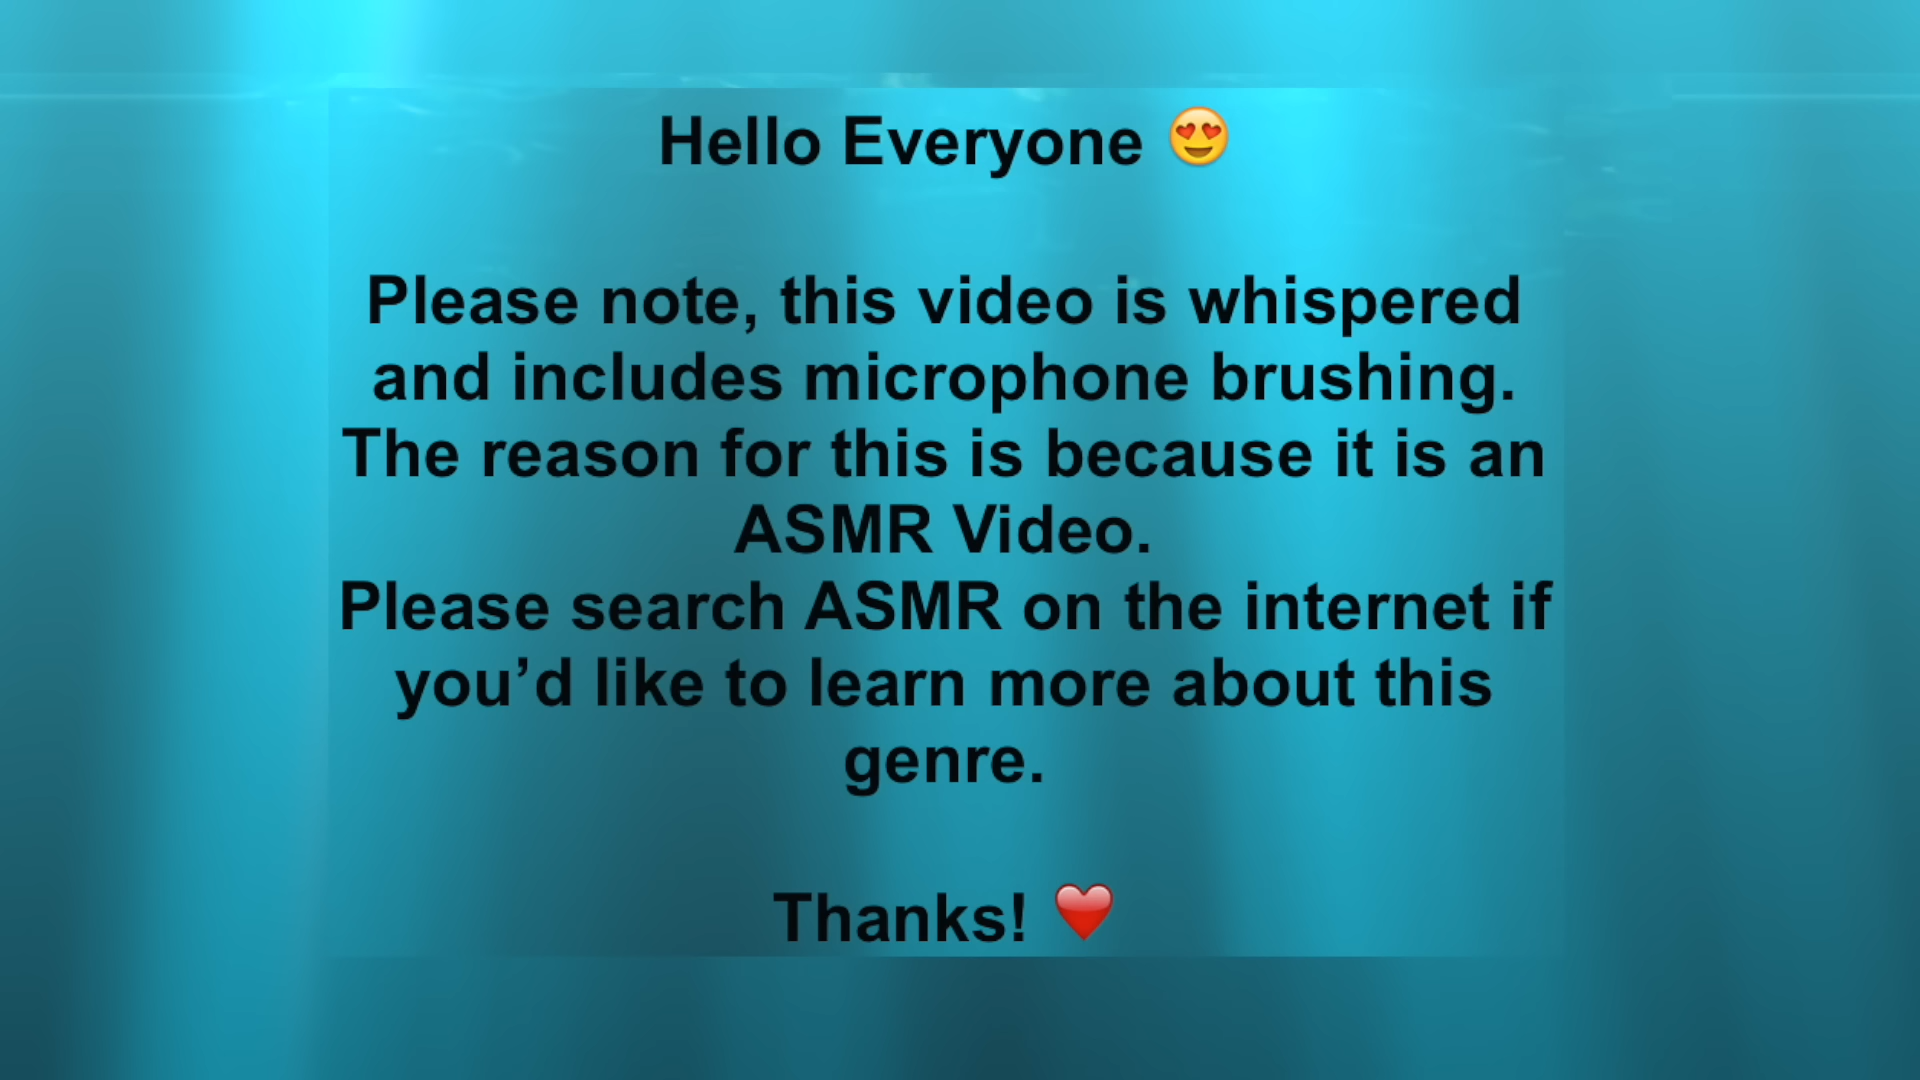 Hello Everyone 😍
Please note, this video is whispered
and includes microphone brushing.
The reason for this is because it is an
ASMR Video.
Please search ASMR on the internet if
you’d like to learn more about this
genre.
Thanks! ❤️